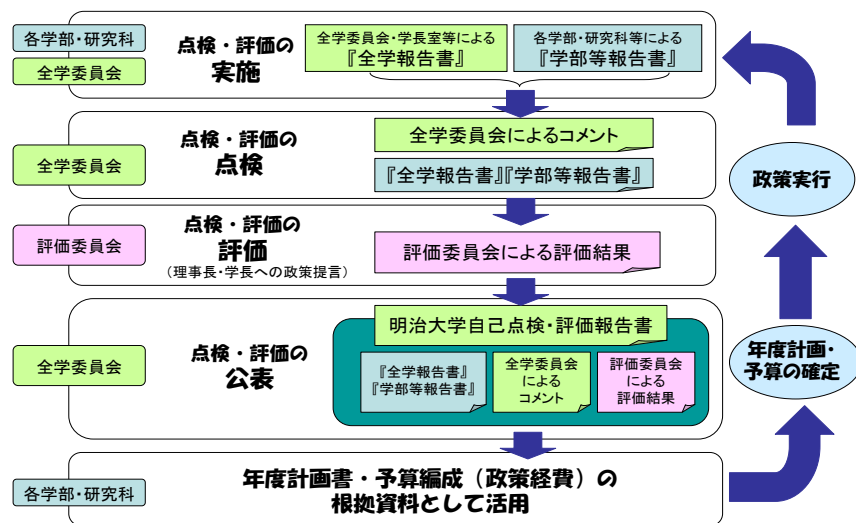 各学部・研究科
全学委員会
点検・評価の
実施
全学委員会・学長室等による
『全学報告書』
各学部・研究科等による
『学部等報告書』
全学委員会
点検・評価の
点検
全学委員会によるコメント
『全学報告書』『学部等報告書』
評価委員会
点検・評価の
評価
（理事長・学長への政策提言）
評価委員会による評価結果
全学委員会
点検・評価の
公表
明治大学自己点検・評価報告書
『全学報告書』
『学部等報告書』
全学委員会
による
コメント
評価委員会
による
評価結果
各学部・研究科
年度計画書・予算編成（政策経費）の
根拠資料として活用
年度計画・
予算の確定
政策実行